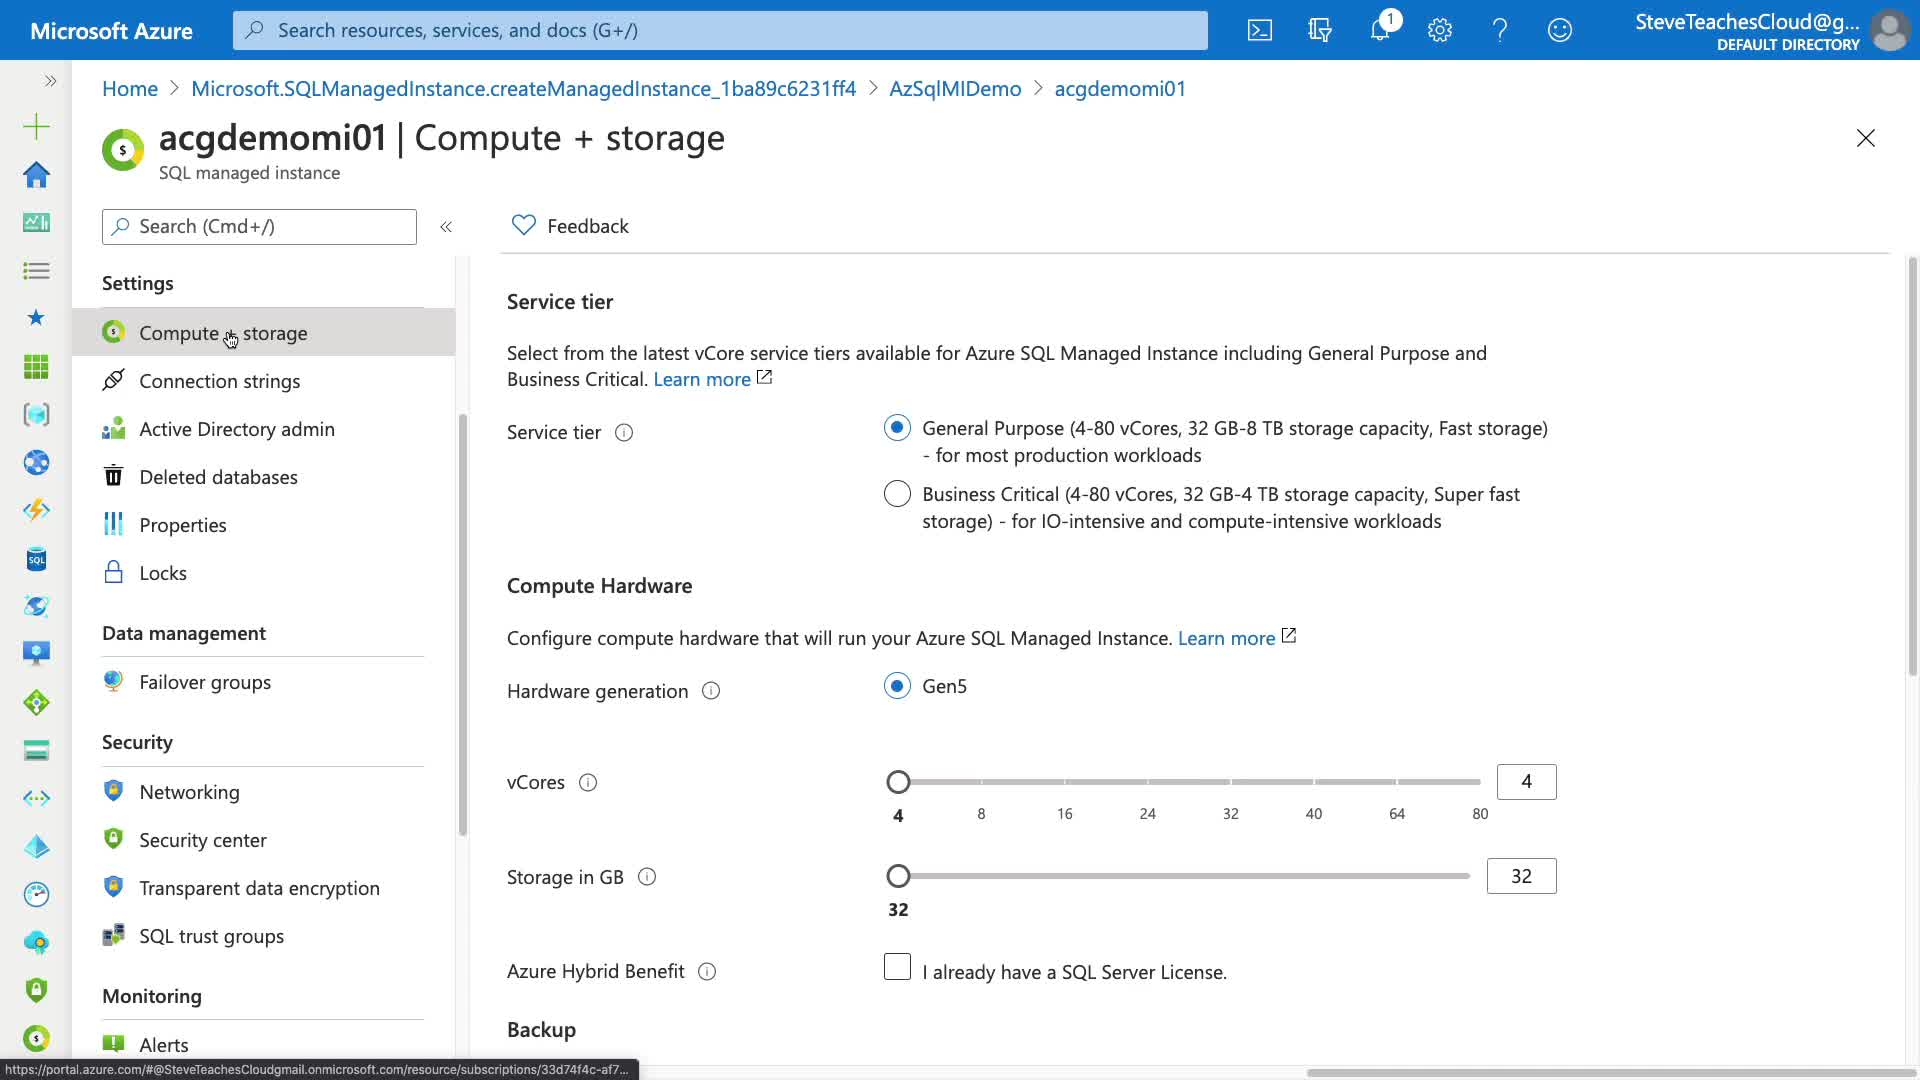 Microsoft Azure
Search resources, services, and docs (G+/)
1
SteveTeachesCloud@g...
DEFAULT DIRECTORY
Home
Microsoft.SQLManagedInstance.createManagedInstance_1ba89c6231ff4
AzSqlMIDemo
acgdemomi01
acgdemomi01 | Compute + storage
SQL managed instance
Search (Cmd+/)
Feedback
Settings
Compute + storage
Connection strings
Active Directory admin
Deleted databases
Properties
Locks
Data management
Failover groups
Security
Networking
Security center
Transparent data encryption
SQL trust groups
Monitoring
Alerts
SQL
Service tier
Select from the latest vCore service tiers available for Azure SQL Managed Instance including General Purpose and
Business Critical. Learn more
Service tier
General Purpose (4-80 vCores, 32 GB-8 TB storage capacity, Fast storage)
- for most production workloads
Business Critical (4-80 vCores, 32 GB-4 TB storage capacity, Super fast
storage) - for IO-intensive and compute-intensive workloads
Compute Hardware
Configure compute hardware that will run your Azure SQL Managed Instance. Learn more
Hardware generation
Gen5
vCores
4
4 8 16 24 32 40 64 80
Storage in GB
32
32
Azure Hybrid Benefit
I already have a SQL Server License.
Backup
https://portal.azure.com/#@SteveTeachesCloudgmail.onmicrosoft.com/resource/subscriptions/33d74f4c-af7...